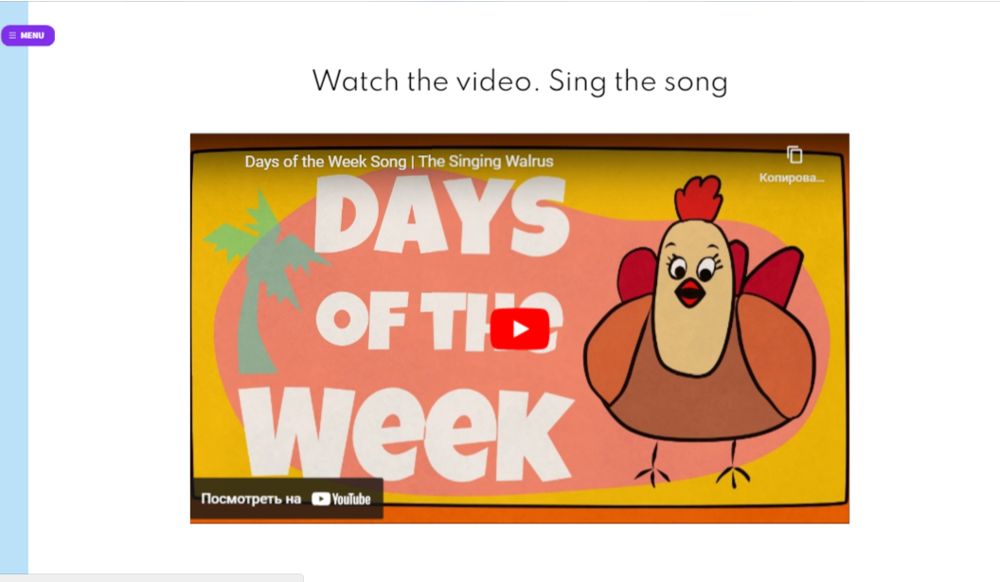 MENU
Watch the video. Sing the song
Days of the Week Song | The Singing Walrus
Копирова...
DAYS
OF THe
WeeK
Посмотреть на YouTube